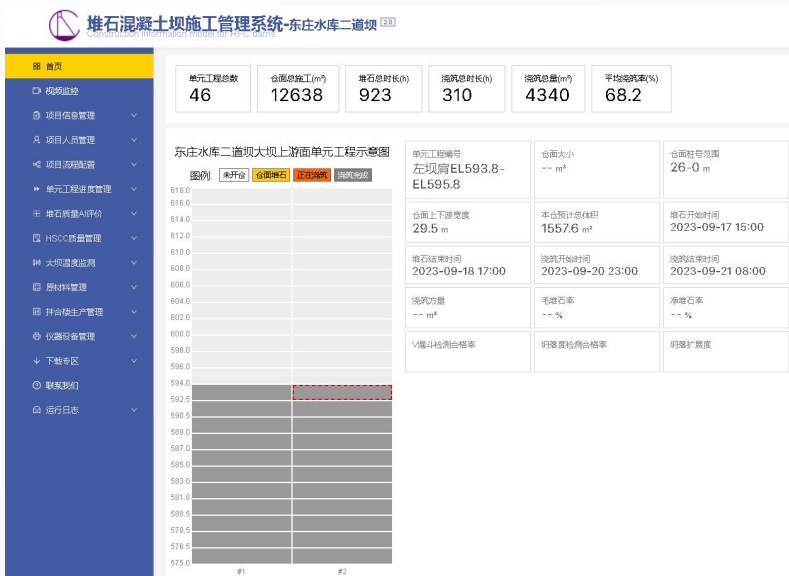 堆石混凝土坝施工管理系统-东庄水库二道坝 2.0
Construction information model for RFC dams
首页
视频监控
项目信息管理
项目人员管理
项目流程配置
单元工程进度管理
堆石质量AI评价
HSCC质量管理
大坝温度监测
原材料管理
拌合楼生产管理
仪器设备管理
下载专区
联系我们
运行日志
单元工程总数
46
仓面总施工(m²)
12638
堆石总时长(h)
923
浇筑总时长(h)
310
浇筑总量(m³)
4340
平均浇筑率(%)
68.2
东庄水库二道坝大坝上游面单元工程示意图
图例: 未开仓 仓面堆石 正在浇筑 浇筑完成
618.0
616.0
614.0
612.0
610.0
608.0
606.0
604.0
602.0
600.0
598.0
596.0
594.0
592.5
590.5
589.0
587.0
585.0
583.0
581.8
580.5
578.5
576.5
575.0
#1 #2
单元工程编号
左坝肩EL593.8-
EL595.8
仓面大小
-- m²
仓面桩号范围
26-0 m
仓面上下游宽度
29.5 m
本仓预计总体积
1557.6 m³
堆石开始时间
2023-09-17 15:00
堆石结束时间
2023-09-18 17:00
浇筑开始时间
2023-09-20 23:00
浇筑结束时间
2023-09-21 08:00
浇筑方量
-- m³
毛堆石率
-- %
净堆石率
-- %
V漏斗检测合格率
坍落度检测合格率
坍落扩展度